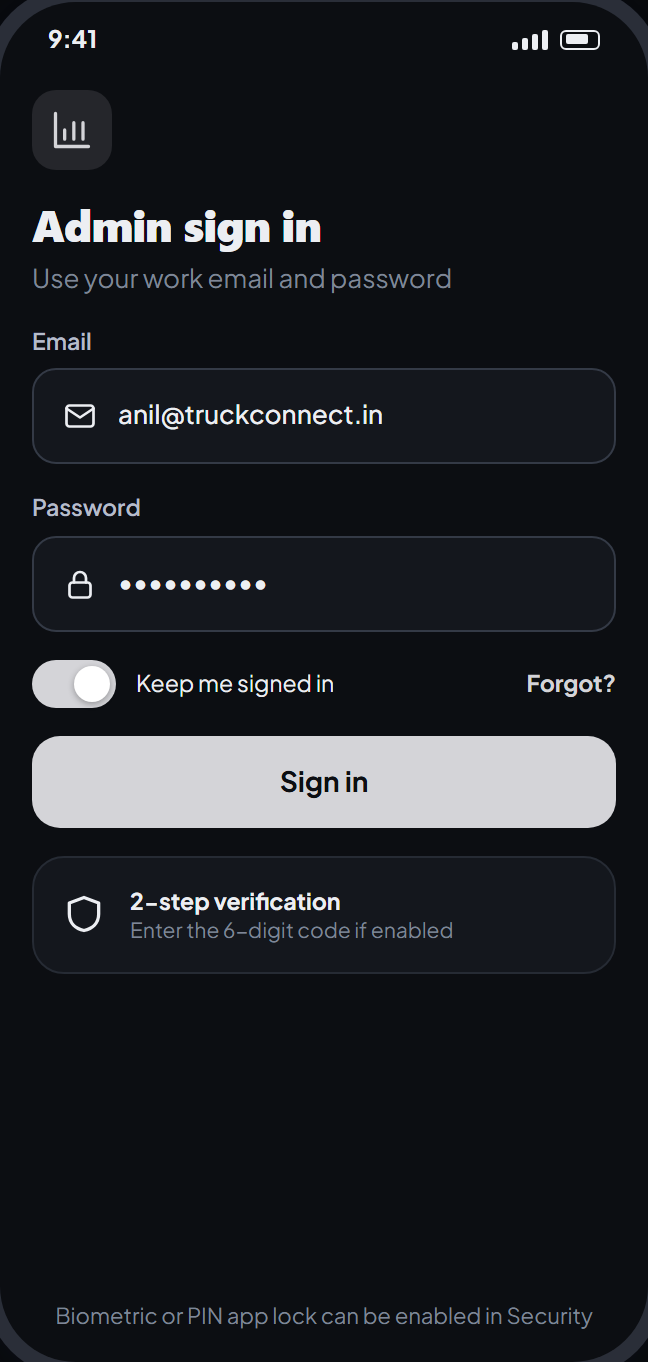 9:41
Admin sign in
Use your work email and password
Email
anil@truckconnect.in
Password
••••••••••
Keep me signed in
Forgot?
Sign in
2-step verification
Enter the 6-digit code if enabled
Biometric or PIN app lock can be enabled in Security